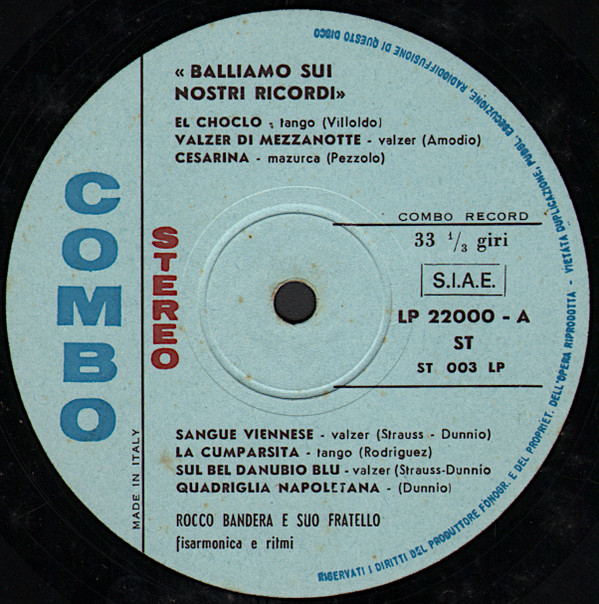 « BALLIAMO SUI
NOSTRI RICORDI»
EL CHOCLO - tango (Villoldo)
VALZER DI MEZZANOTTE - valzer (Amodio)
CESARINA - mazurca (Pezzolo)
COMBO
STEREO
MADE IN ITALY
COMBO RECORD
33 1/3 giri
S.I.A.E.
LP 22000 - A
ST
ST 003 LP
SANGUE VIENNESE - valzer (Strauss - Dunnio)
LA CUMPARSITA - tango (Rodriguez)
SUL BEL DANUBIO BLU - valzer (Strauss-Dunnio
QUADRIGLIA NAPOLETANA - (Dunnio)
ROCCO BANDERA E SUO FRATELLO
fisarmonica e ritmi
RISERVATI I DIRITTI DEL PRODUTTORE FONOGR. E DEL PROPRIET. DELL'OPERA RIPRODOTTA - VIETATA DUPLICAZIONE, PUBBL. ESECUZIONE, RADIODIFFUSIONE DI QUESTO DISCO